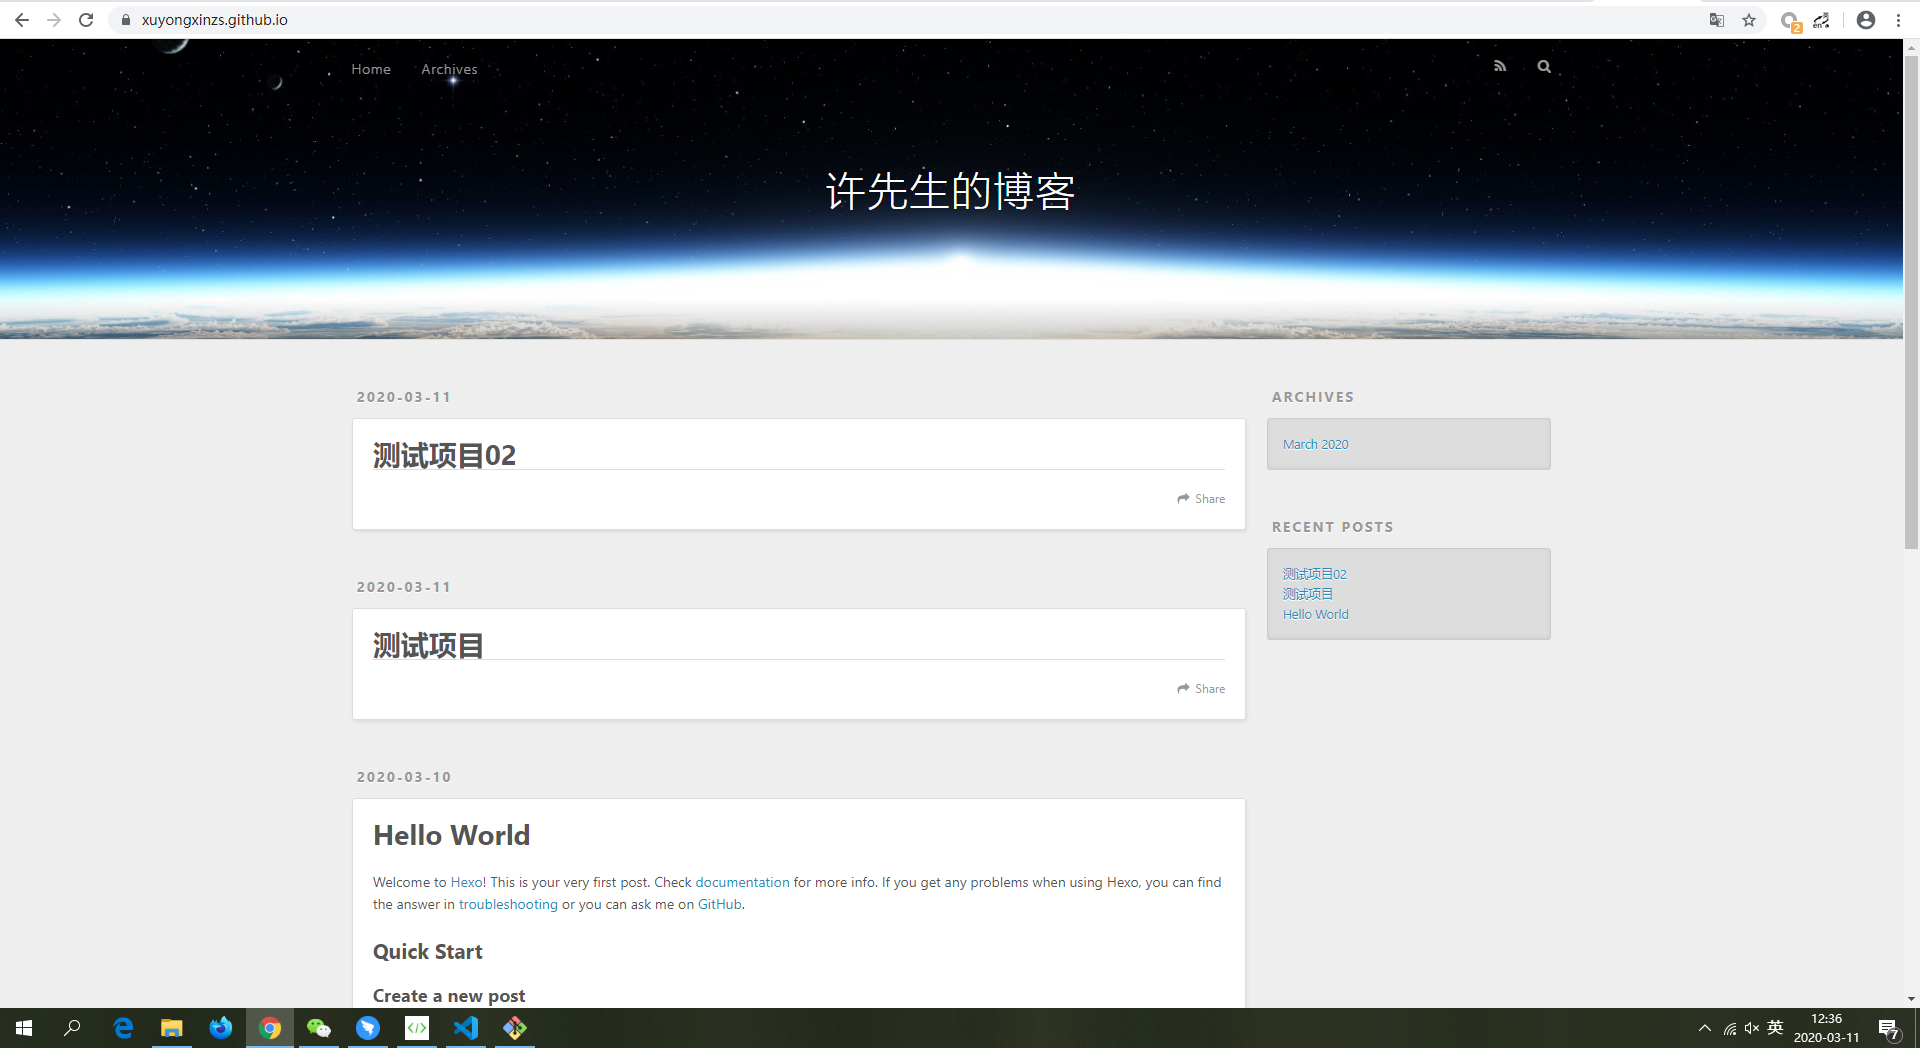 xuyongxinzs.github.io
2
en
Home Archives
许先生的博客
2020-03-11
测试项目02
Share
2020-03-11
测试项目
Share
2020-03-10
Hello World
Welcome to Hexo! This is your very first post. Check documentation for more info. If you get any problems when using Hexo, you can find
the answer in troubleshooting or you can ask me on GitHub.
Quick Start
Create a new post
ARCHIVES
March 2020
RECENT POSTS
测试项目02
测试项目
Hello World
英
12:36
2020-03-11
7